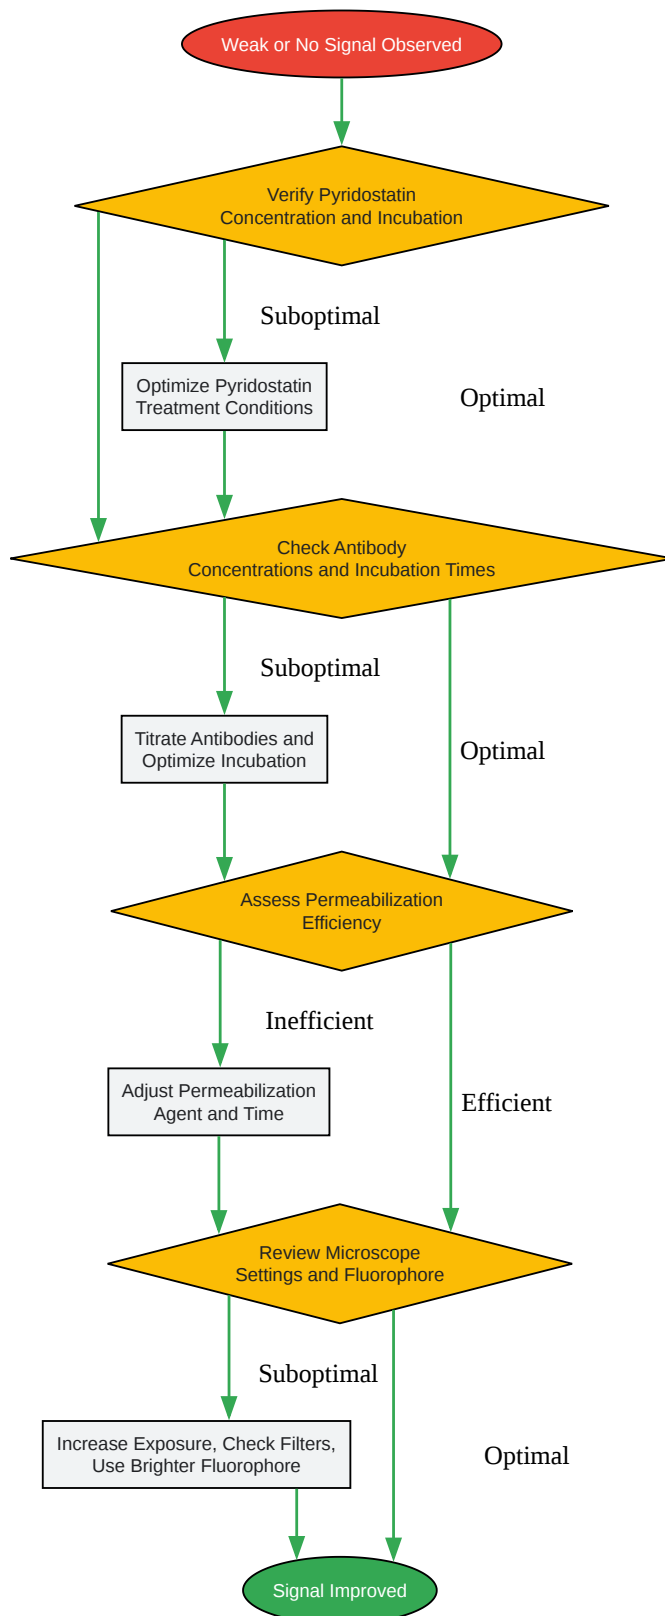 Weak or No Signal Observed
Verify Pyridostatin
Concentration and Incubation
Suboptimal
Optimize Pyridostatin
Treatment Conditions
Optimal
Check Antibody
Concentrations and Incubation Times
Suboptimal
Titrate Antibodies and
Optimize Incubation
Optimal
Assess Permeabilization
Efficiency
Inefficient
Adjust Permeabilization
Agent and Time
Efficient
Review Microscope
Settings and Fluorophore
Suboptimal
Increase Exposure, Check Filters,
Use Brighter Fluorophore
Optimal
Signal Improved